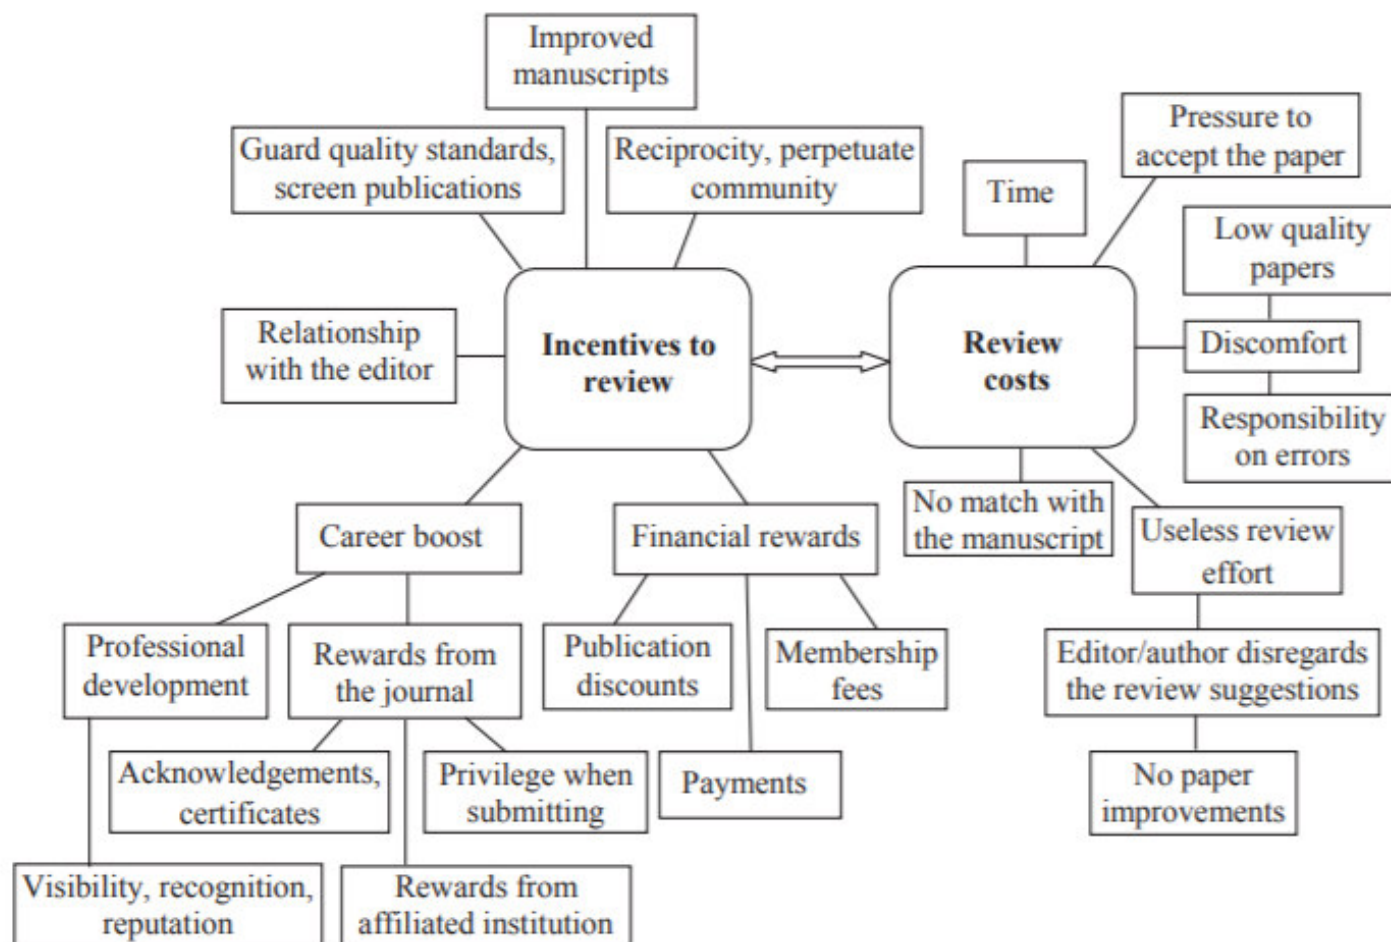 Improved
manuscripts
Guard quality standards,
screen publications
Reciprocity, perpetuate
community
Time
Pressure to
accept the paper
Low quality
papers
Relationship
with the editor
Incentives to
review
Review
costs
Discomfort
Responsibility
on errors
Career boost
Financial rewards
No match with
the manuscript
Useless review
effort
Professional
development
Rewards from
the journal
Publication
discounts
Membership
fees
Editor/author disregards
the review suggestions
Acknowledgements,
certificates
Privilege when
submitting
Payments
No paper
improvements
Visibility, recognition,
reputation
Rewards from
affiliated institution